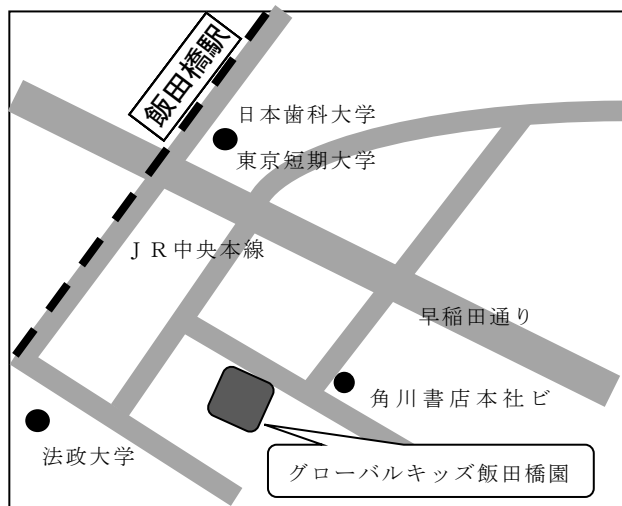 飯田橋駅
日本歯科大学
東京短期大学
ＪＲ中央本線
早稲田通り
角川書店本社ビ
法政大学
グローバルキッズ飯田橋園